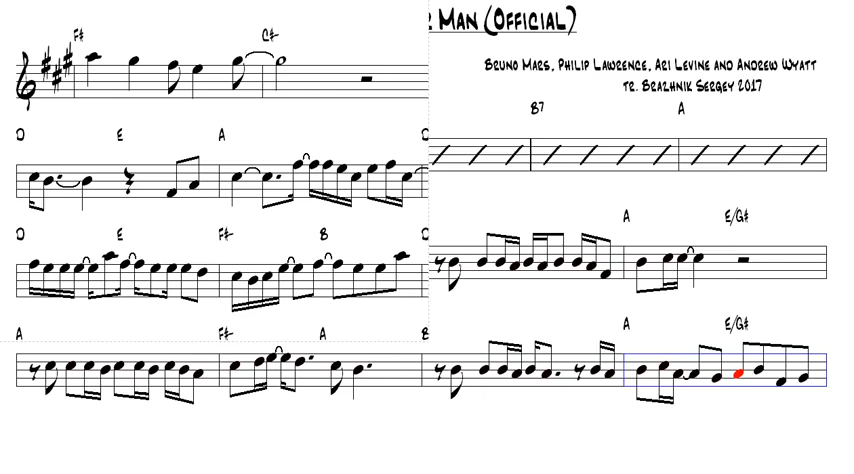 MAN (OFFICIAL)
F# C#
BRUNO MARS, PHILIP LAWRENCE, ARI LEVINE AND ANDREW WYATT
TR. BRAZHNIK SERGEY 2017
B7 A
D E A
A E/G#
D E F# B
A E/G#
A F# A B